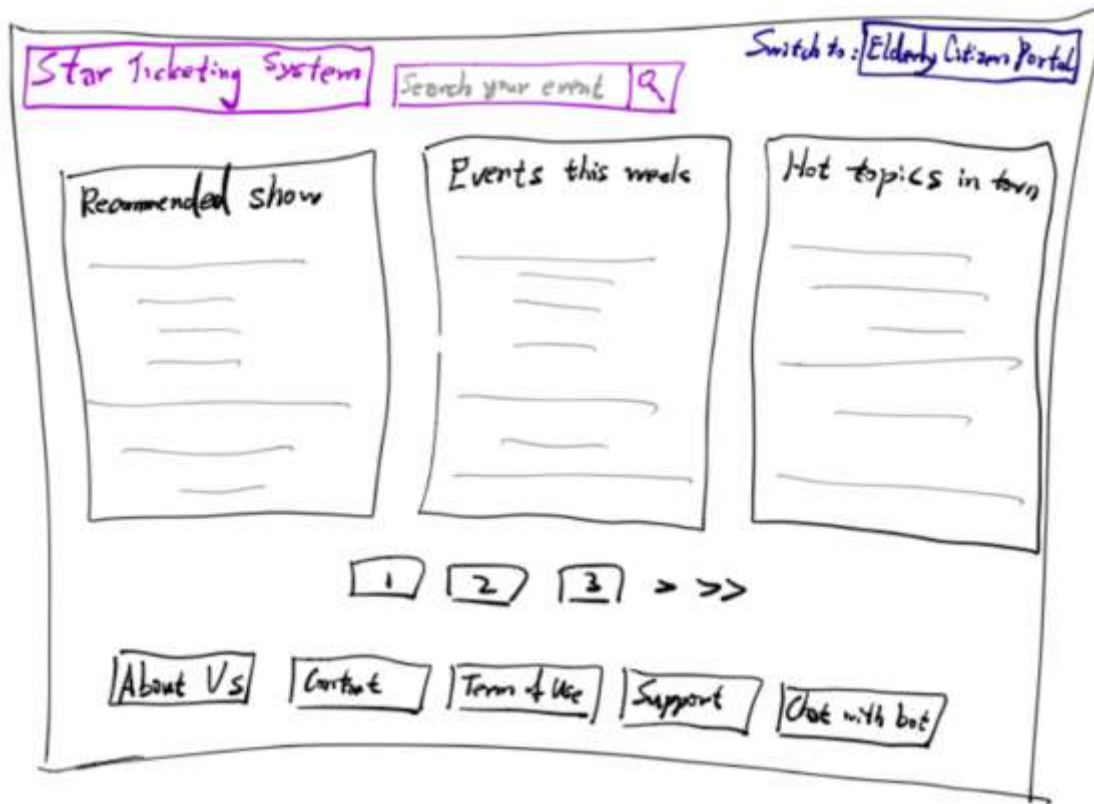 Star Ticketing System
Search your event
Switch to: Elderly Citizen Portal
Recommended show
Events this week
Hot topics in town
1 2 3 > >>
About Us
Contact
Term of Use
Support
Chat with bot